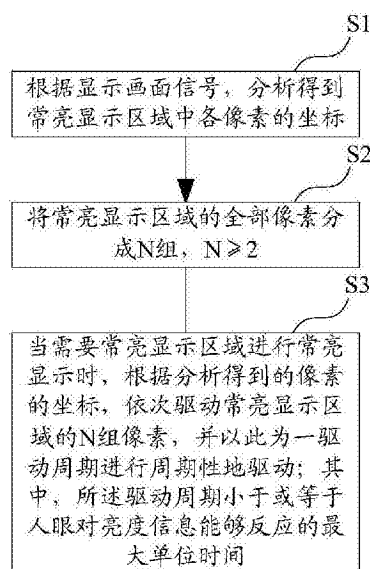 S1
根据显示画面信号，分析得到
常亮显示区域中各像素的坐标
S2
将常亮显示区域的全部像素分
成N组，N≥2
S3
当需要常亮显示区域进行常亮
显示时，根据分析得到的像素
的坐标，依次驱动常亮显示区
域的N组像素，并以此为一驱
动周期进行周期性地驱动；其
中，所述驱动周期小于或等于
人眼对亮度信息能够反应的最
大单位时间